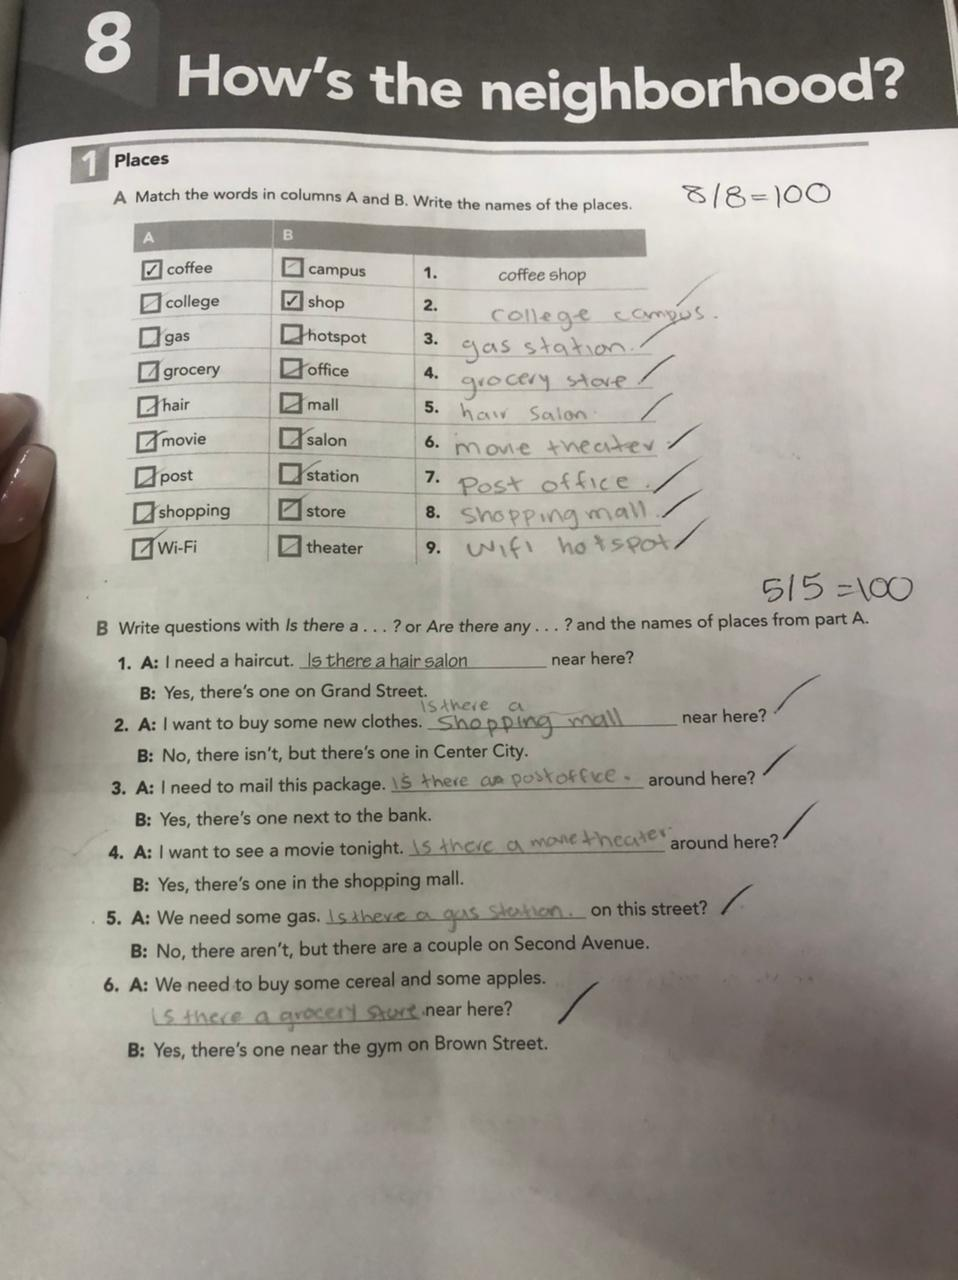 8 How's the neighborhood?
1 Places
A Match the words in columns A and B. Write the names of the places.
8/8=100
A B
coffee campus 1. coffee shop
college shop 2. college campus.
gas hotspot 3. gas station.
grocery office 4. grocery store
hair mall 5. hair salon.
movie salon 6. movie theater
post station 7. Post office.
shopping store 8. Shopping mall.
Wi-Fi theater 9. Wifi hotspot
5/5=100
B Write questions with Is there a . . . ? or Are there any . . . ? and the names of places from part A.
1. A: I need a haircut. Is there a hair salon near here?
B: Yes, there's one on Grand Street.
Is there a
2. A: I want to buy some new clothes. Shopping mall near here?
B: No, there isn't, but there's one in Center City.
3. A: I need to mail this package. Is there a post office. around here?
B: Yes, there's one next to the bank.
4. A: I want to see a movie tonight. Is there a movie theater around here?
B: Yes, there's one in the shopping mall.
5. A: We need some gas. Is there a gas station. on this street?
B: No, there aren't, but there are a couple on Second Avenue.
6. A: We need to buy some cereal and some apples.
Is there a grocery store near here?
B: Yes, there's one near the gym on Brown Street.